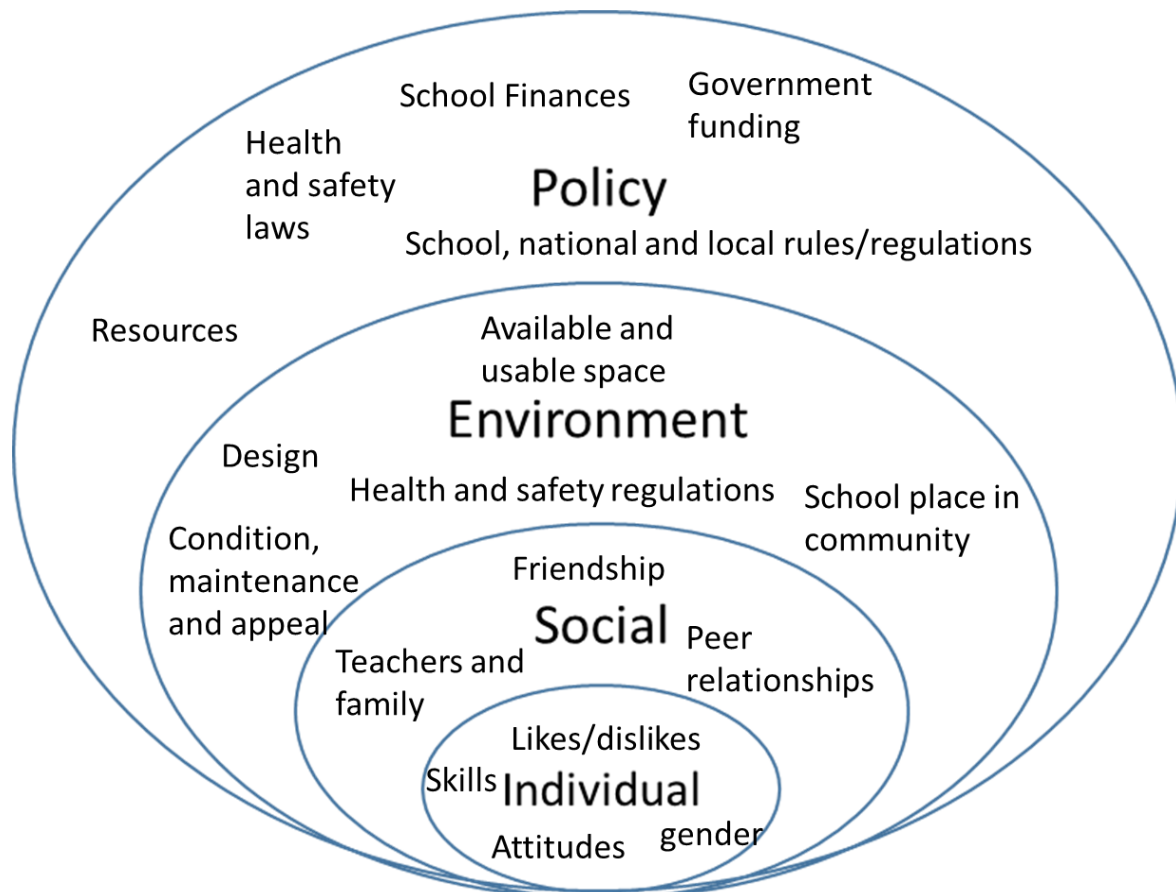 School Finances
Government
funding
Health
and safety
laws
Policy
School, national and local rules/regulations
Resources
Available and
usable space
Environment
Design
Health and safety regulations
School place in
community
Condition,
maintenance
and appeal
Friendship
Social
Peer
relationships
Teachers and
family
Likes/dislikes
Skills
Individual
gender
Attitudes